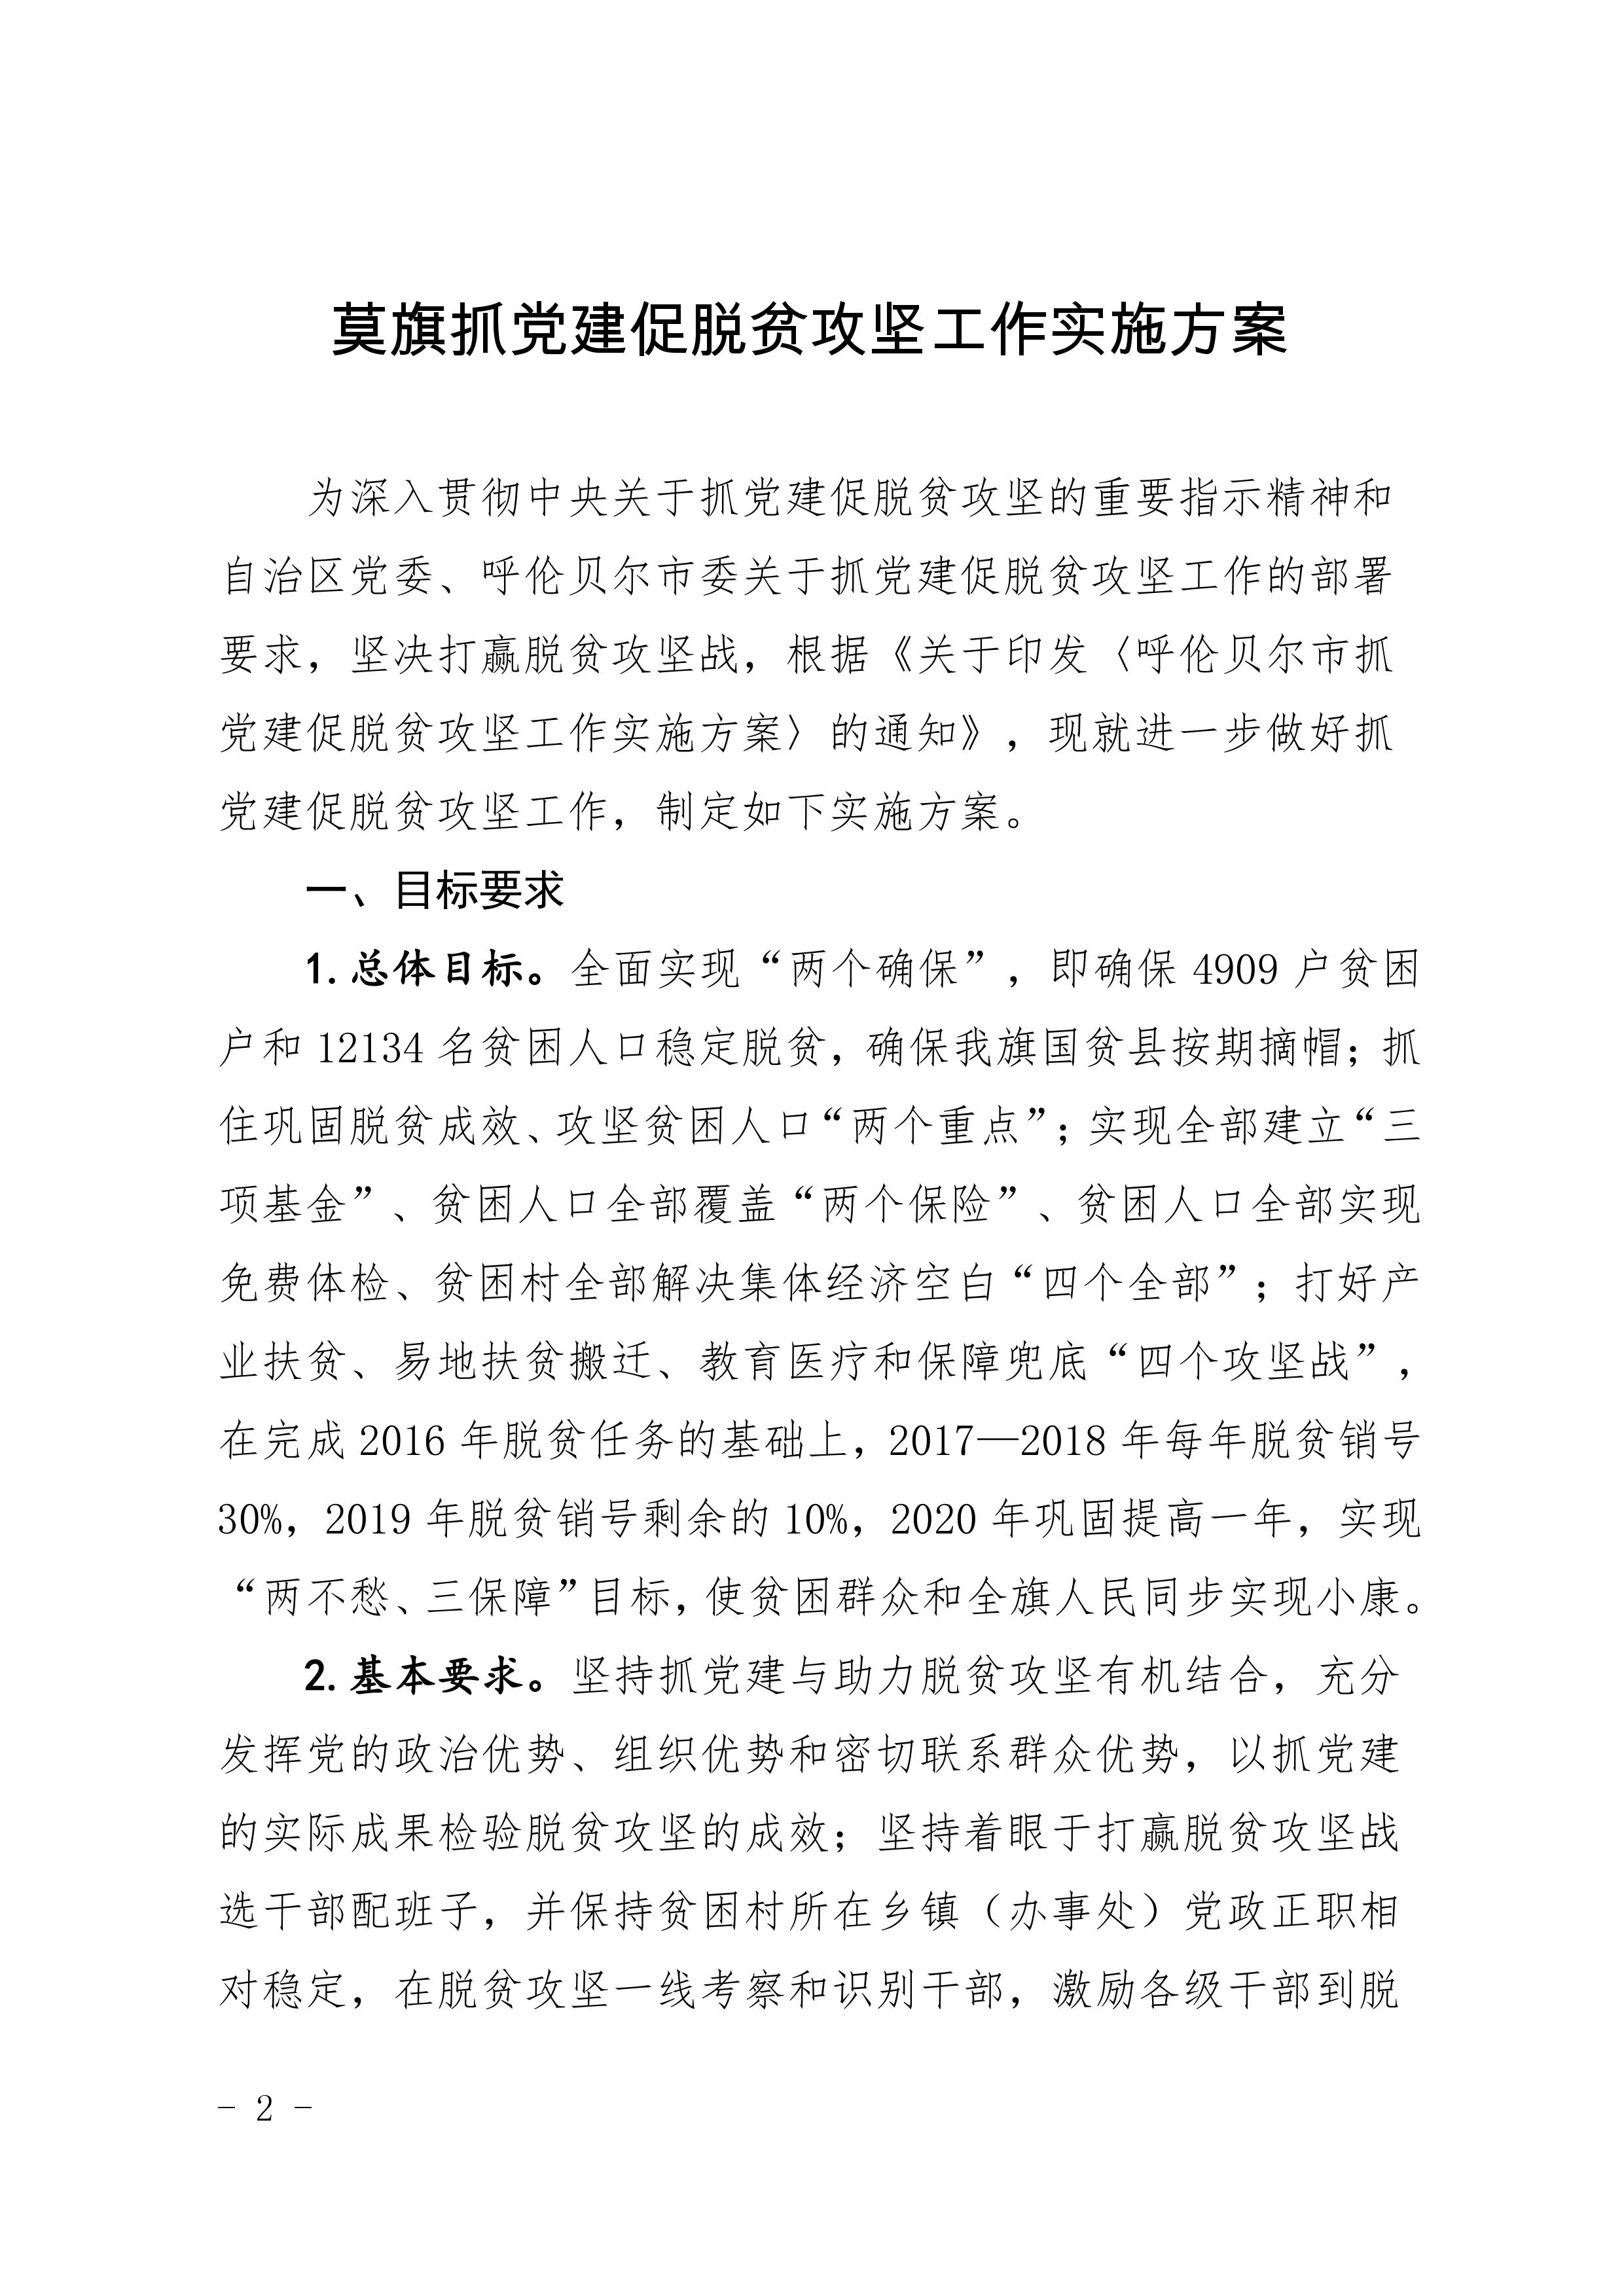 莫旗抓党建促脱贫攻坚工作实施方案
为深入贯彻中央关于抓党建促脱贫攻坚的重要指示精神和
自治区党委、呼伦贝尔市委关于抓党建促脱贫攻坚工作的部署
要求，坚决打赢脱贫攻坚战，根据《关于印发〈呼伦贝尔市抓
党建促脱贫攻坚工作实施方案〉的通知》，现就进一步做好抓
党建促脱贫攻坚工作，制定如下实施方案。
一、目标要求
1.总体目标。全面实现“两个确保”，即确保 4909 户贫困
户和 12134 名贫困人口稳定脱贫，确保我旗国贫县按期摘帽；抓
住巩固脱贫成效、攻坚贫困人口“两个重点”；实现全部建立“三
项基金”、贫困人口全部覆盖“两个保险”、贫困人口全部实现
免费体检、贫困村全部解决集体经济空白“四个全部”；打好产
业扶贫、易地扶贫搬迁、教育医疗和保障兜底“四个攻坚战”，
在完成 2016 年脱贫任务的基础上，2017—2018 年每年脱贫销号
30%，2019 年脱贫销号剩余的 10%，2020 年巩固提高一年，实现
“两不愁、三保障”目标，使贫困群众和全旗人民同步实现小康。
2.基本要求。坚持抓党建与助力脱贫攻坚有机结合，充分
发挥党的政治优势、组织优势和密切联系群众优势，以抓党建
的实际成果检验脱贫攻坚的成效；坚持着眼于打赢脱贫攻坚战
选干部配班子，并保持贫困村所在乡镇（办事处）党政正职相
对稳定，在脱贫攻坚一线考察和识别干部，激励各级干部到脱
- 2 -